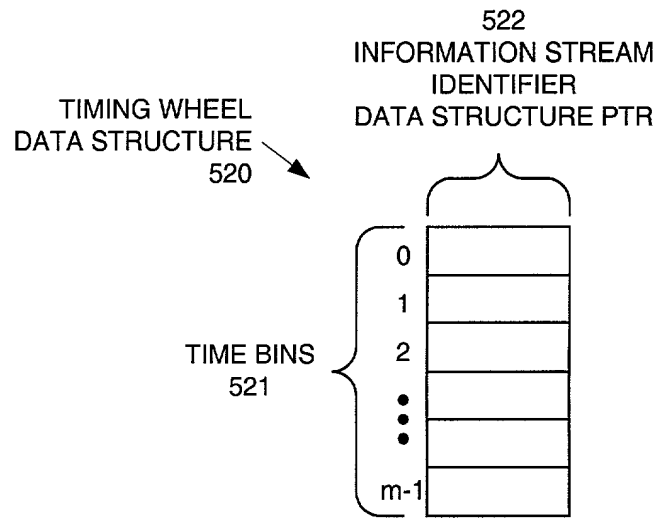 522
INFORMATION STREAM
IDENTIFIER
DATA STRUCTURE PTR
TIMING WHEEL
DATA STRUCTURE
520
0
1
2
TIME BINS
521
m-1